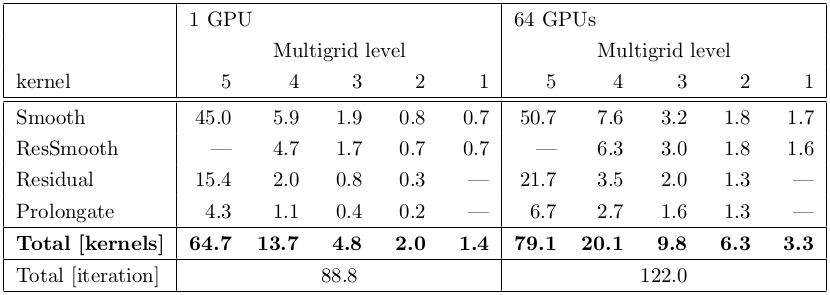 1 GPU 64 GPUs
Multigrid level Multigrid level
kernel 5 4 3 2 1 5 4 3 2 1
Smooth 45.0 5.9 1.9 0.8 0.7 50.7 7.6 3.2 1.8 1.7
ResSmooth — 4.7 1.7 0.7 0.7 — 6.3 3.0 1.8 1.6
Residual 15.4 2.0 0.8 0.3 — 21.7 3.5 2.0 1.3 —
Prolongate 4.3 1.1 0.4 0.2 — 6.7 2.7 1.6 1.3 —
Total [kernels] 64.7 13.7 4.8 2.0 1.4 79.1 20.1 9.8 6.3 3.3
Total [iteration] 88.8 122.0